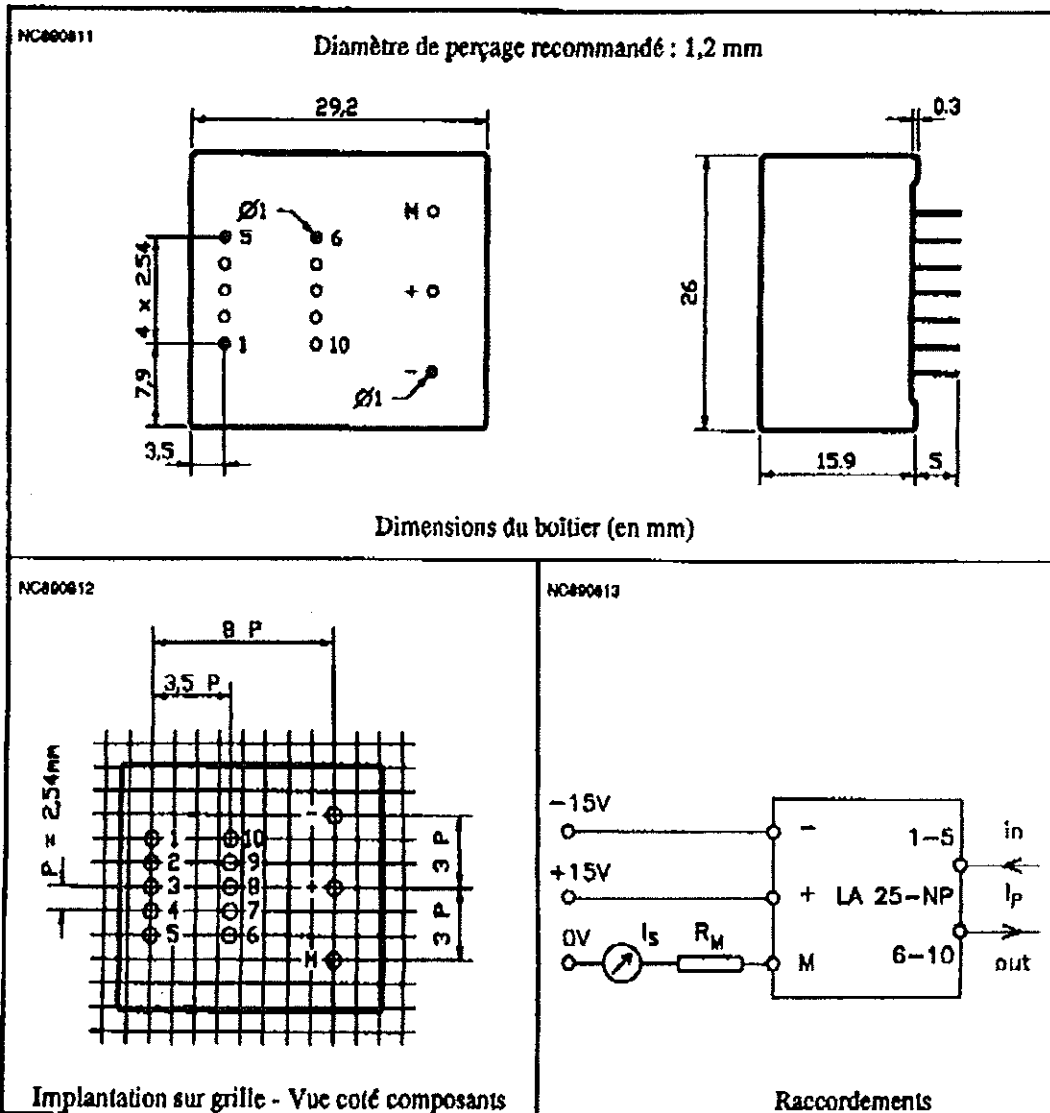 NC890811
Diamètre de perçage recommandé : 1,2 mm
29,2
0.3
Ø1
M
5
6
4 x 2.54
+
26
1
10
-
7,9
Ø1
3,5
15.9
5
Dimensions du boîtier (en mm)
NC890812
8 P
3,5 P
P = 2,54mm
-
1
10
2
9
3 P
3
8
+
4
7
3 P
5
6
M
Implantation sur grille - Vue coté composants
NC890813
-15V
-
1-5
in
+15V
+
LA 25-NP
IP
0V
IS
RM
M
6-10
out
Raccordements